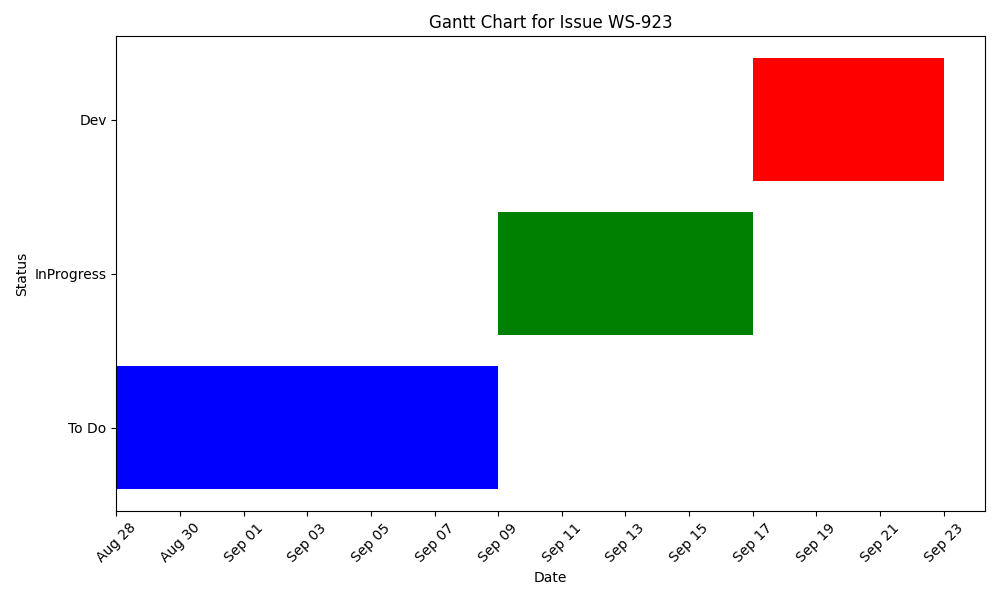 Gantt Chart for Issue WS-923
Status
Dev
InProgress
To Do
Aug 28
Aug 30
Sep 01
Sep 03
Sep 05
Sep 07
Sep 09
Sep 11
Sep 13
Sep 15
Sep 17
Sep 19
Sep 21
Sep 23
Date